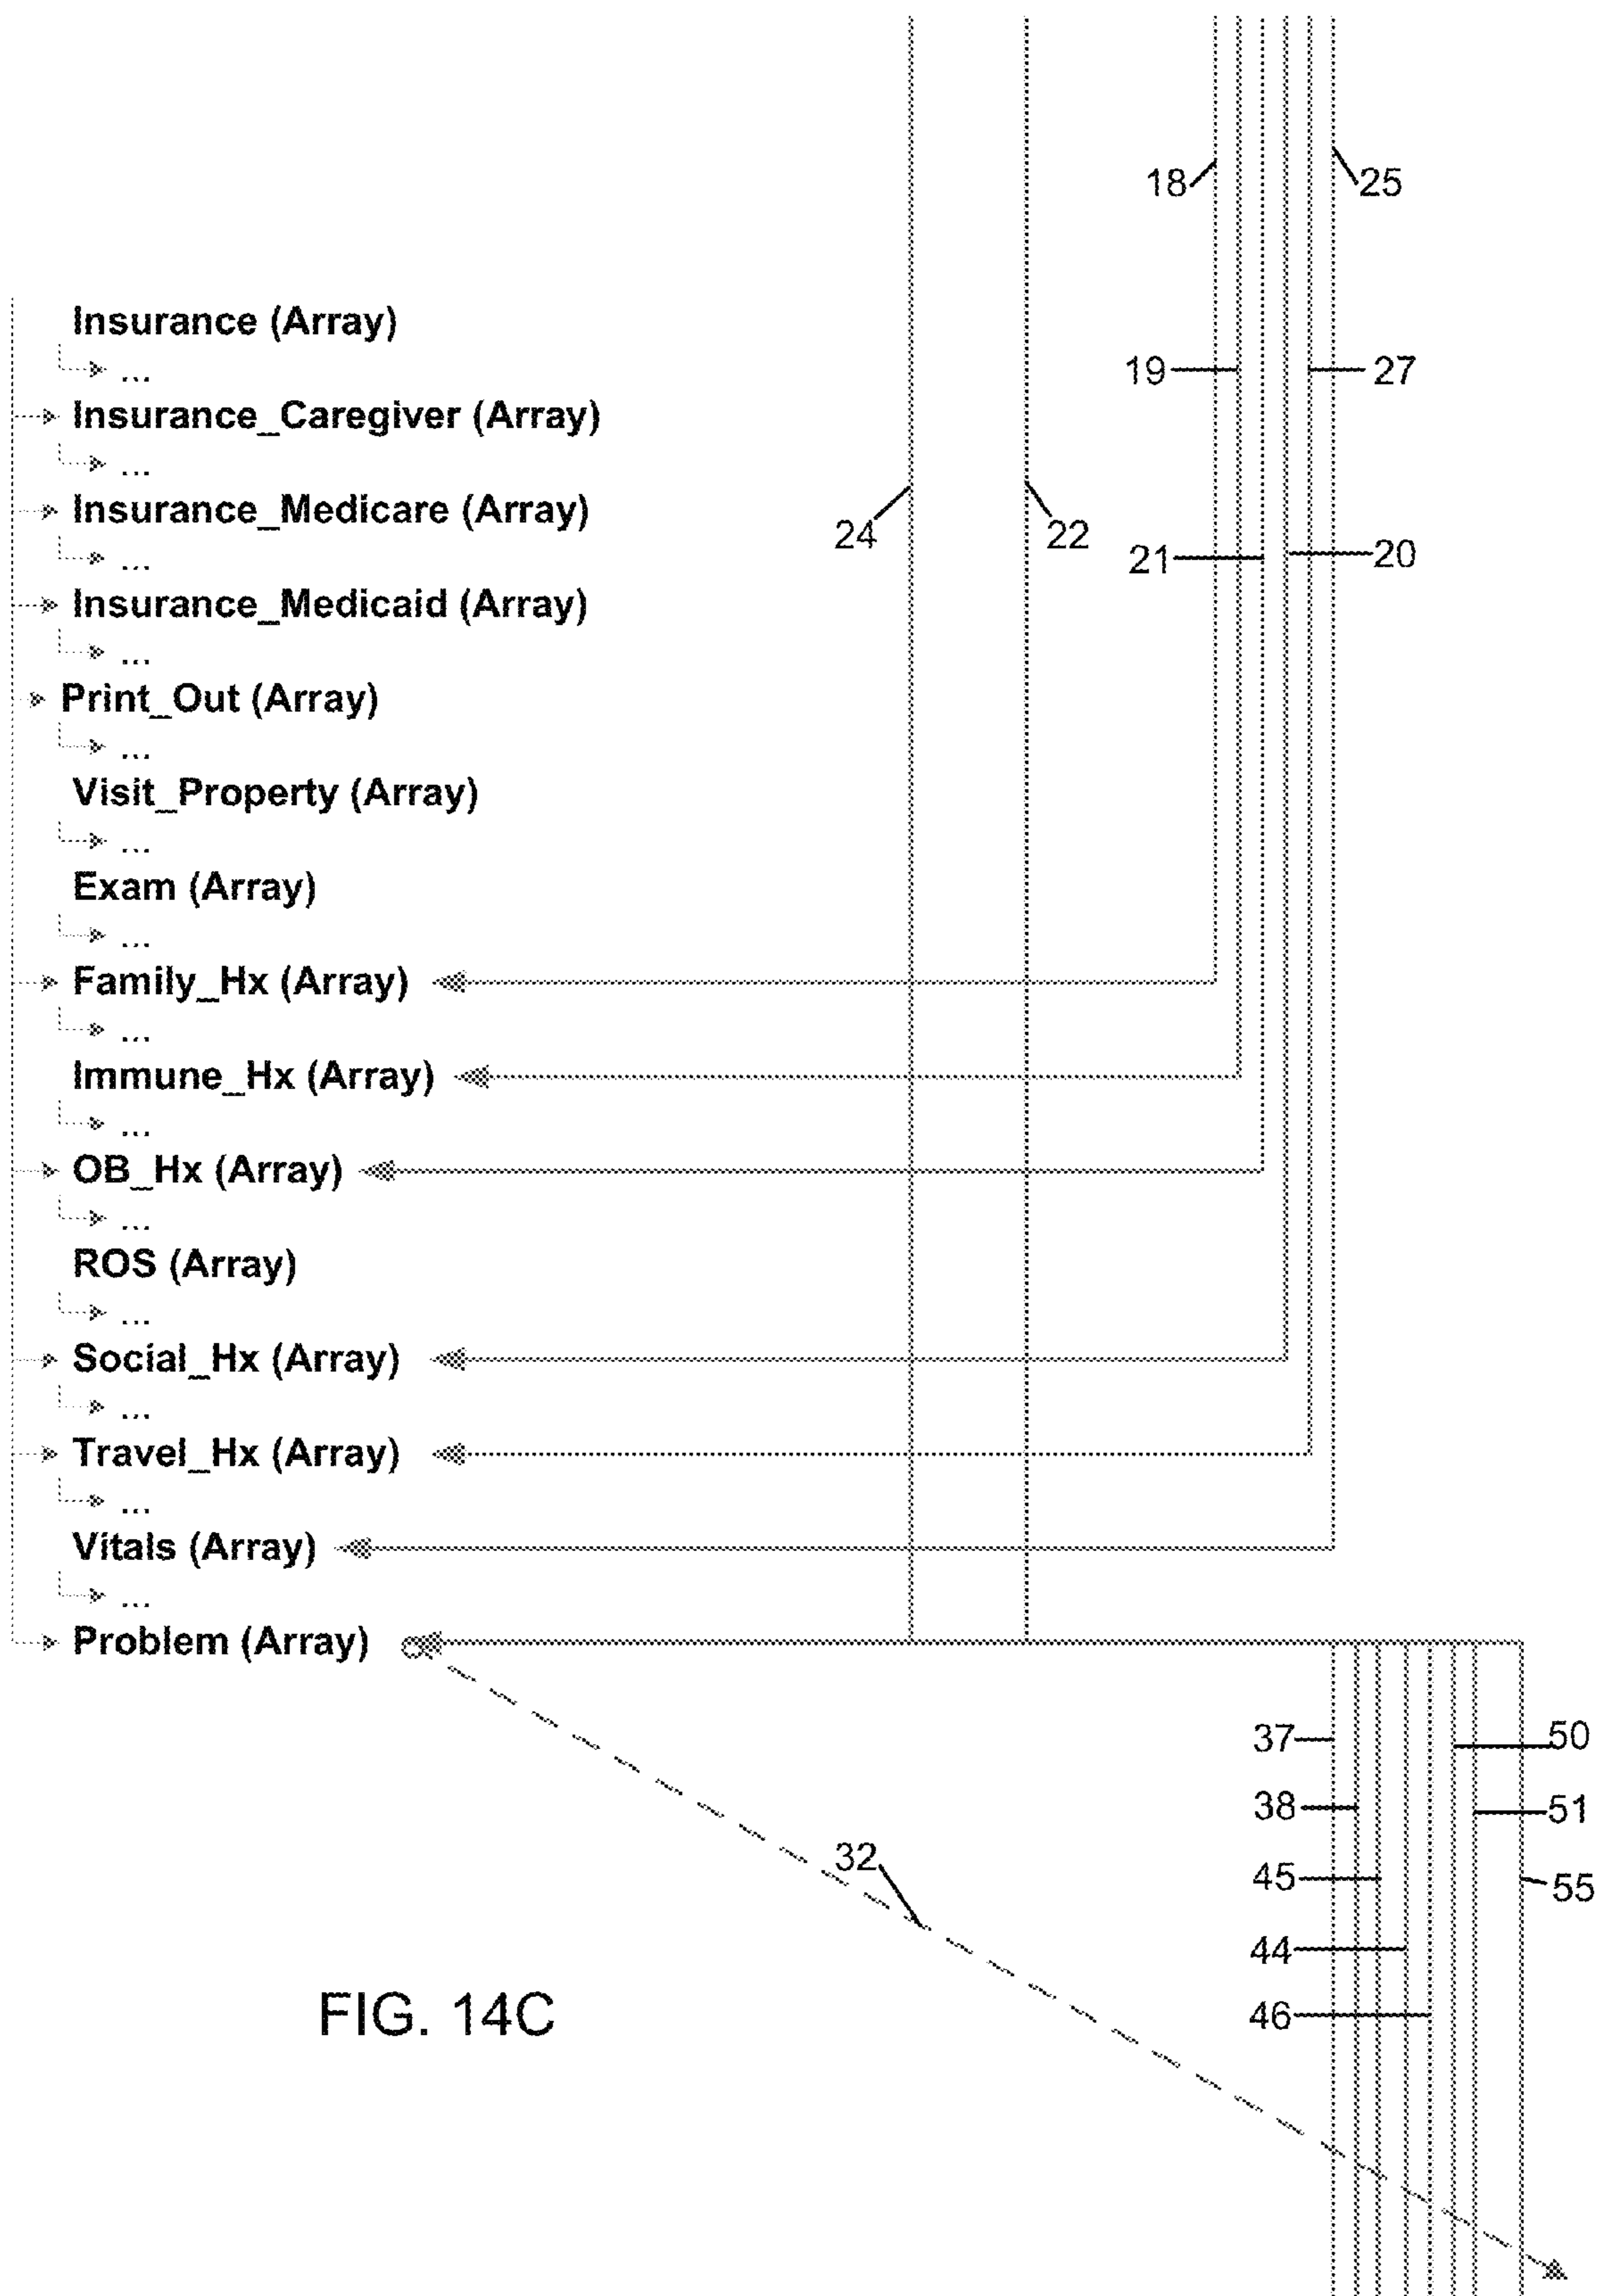 18
25
Insurance (Array)
...
19
27
Insurance_Caregiver (Array)
...
Insurance_Medicare (Array)
...
24
22
21
20
Insurance_Medicaid (Array)
...
Print_Out (Array)
...
Visit_Property (Array)
...
Exam (Array)
...
Family_Hx (Array)
...
Immune_Hx (Array)
...
OB_Hx (Array)
...
ROS (Array)
...
Social_Hx (Array)
...
Travel_Hx (Array)
...
Vitals (Array)
...
Problem (Array)
37
50
38
51
32
45
55
44
46
FIG. 14C